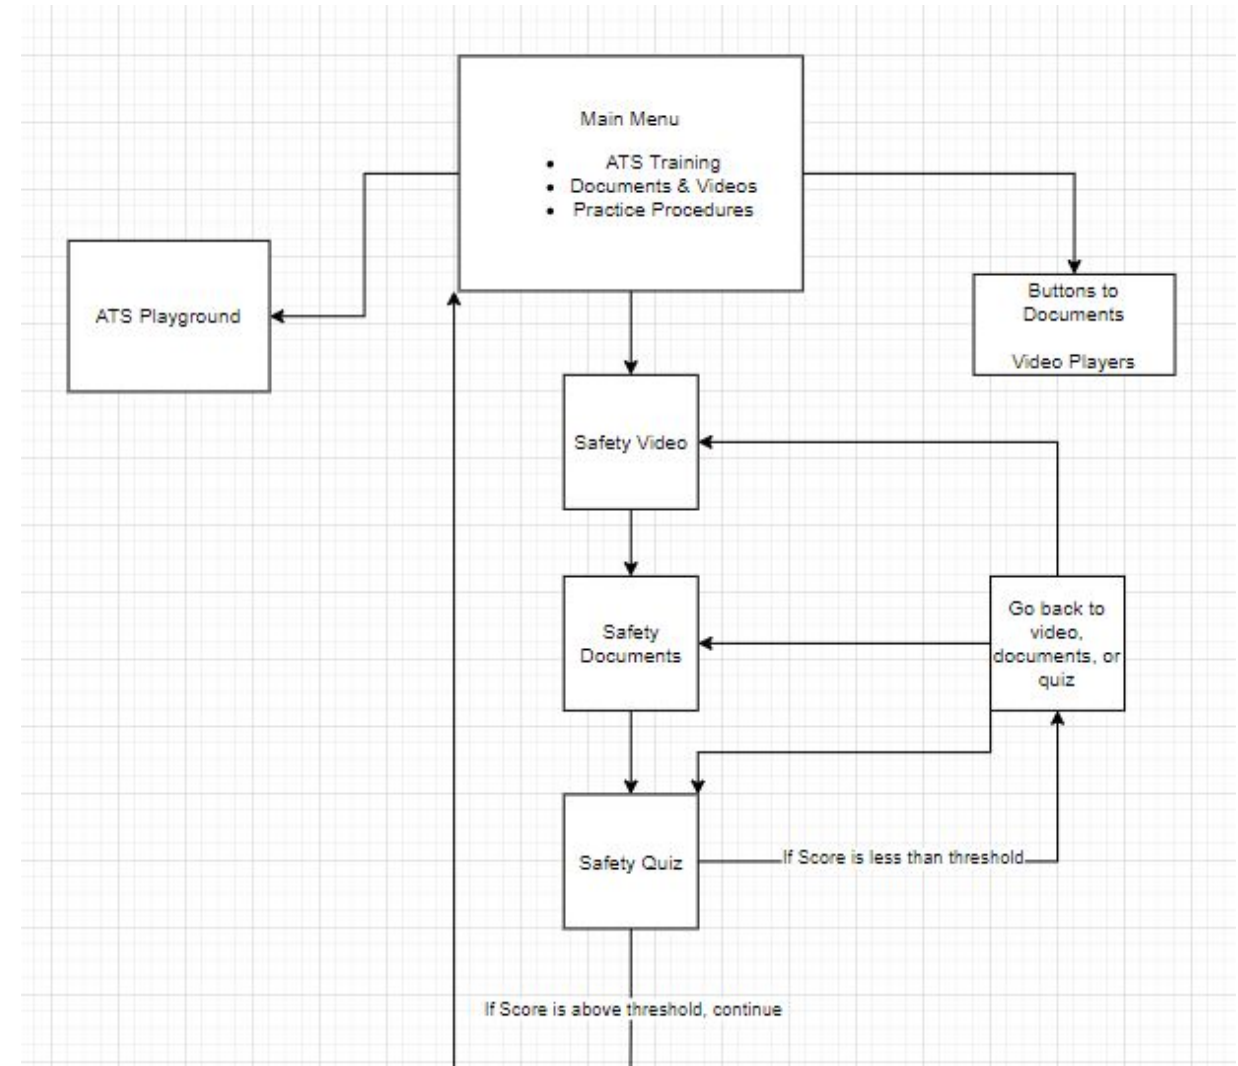 Main Menu
• ATS Training
• Documents & Videos
• Practice Procedures
ATS Playground
Buttons to
Documents
Video Players
Safety Video
Safety
Documents
Go back to
video,
documents, or
quiz
Safety Quiz
If Score is less than threshold
If Score is above threshold, continue